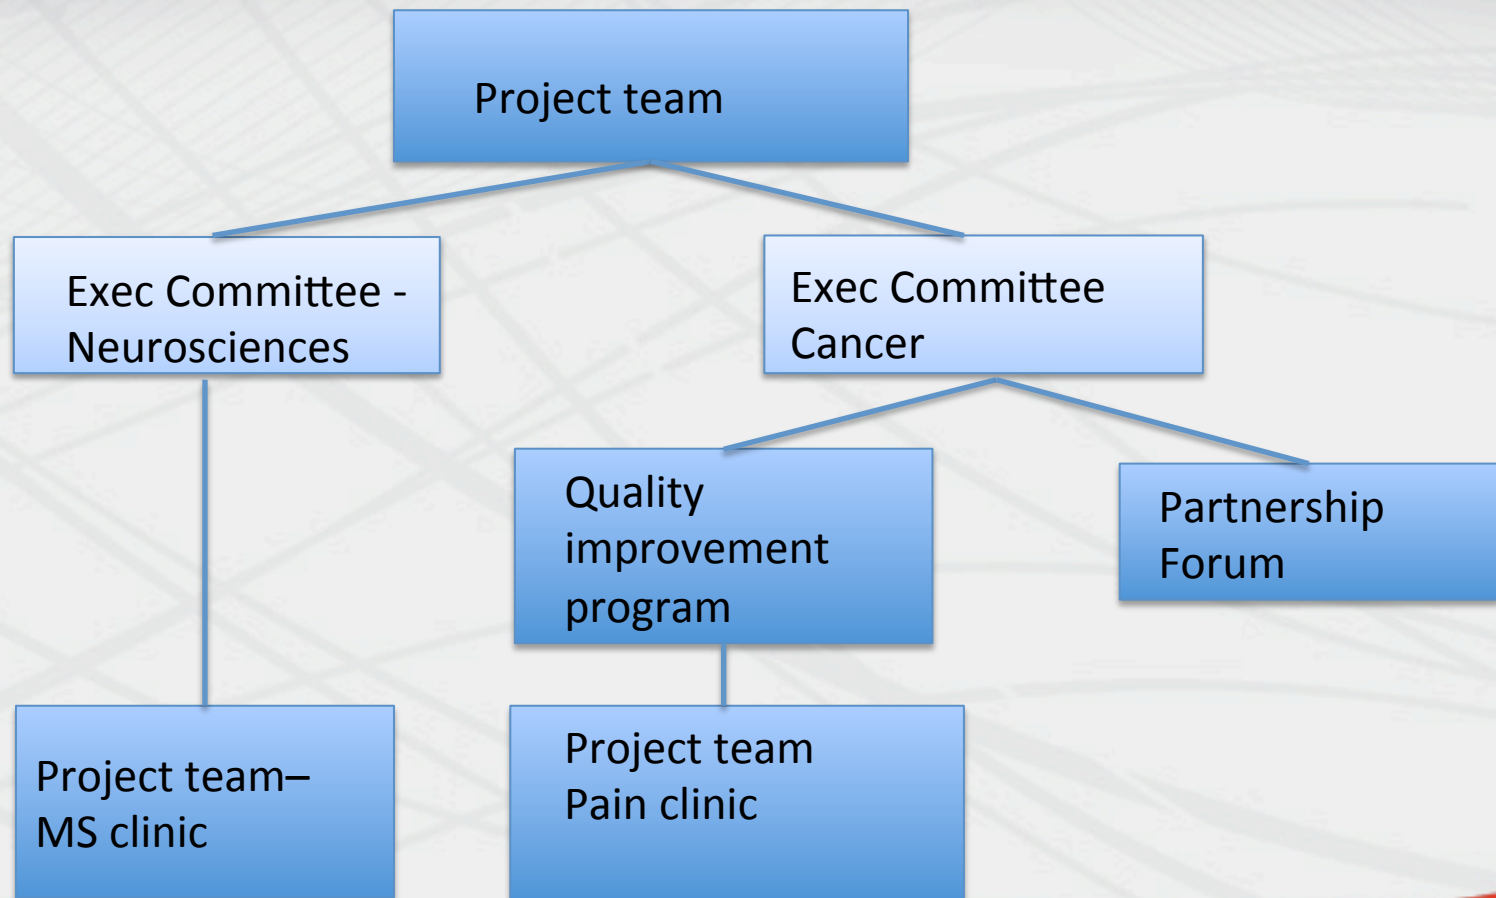 Project team
Exec Committee -
Neurosciences
Exec Committee
Cancer
Quality
improvement
program
Partnership
Forum
Project team–
MS clinic
Project team
Pain clinic